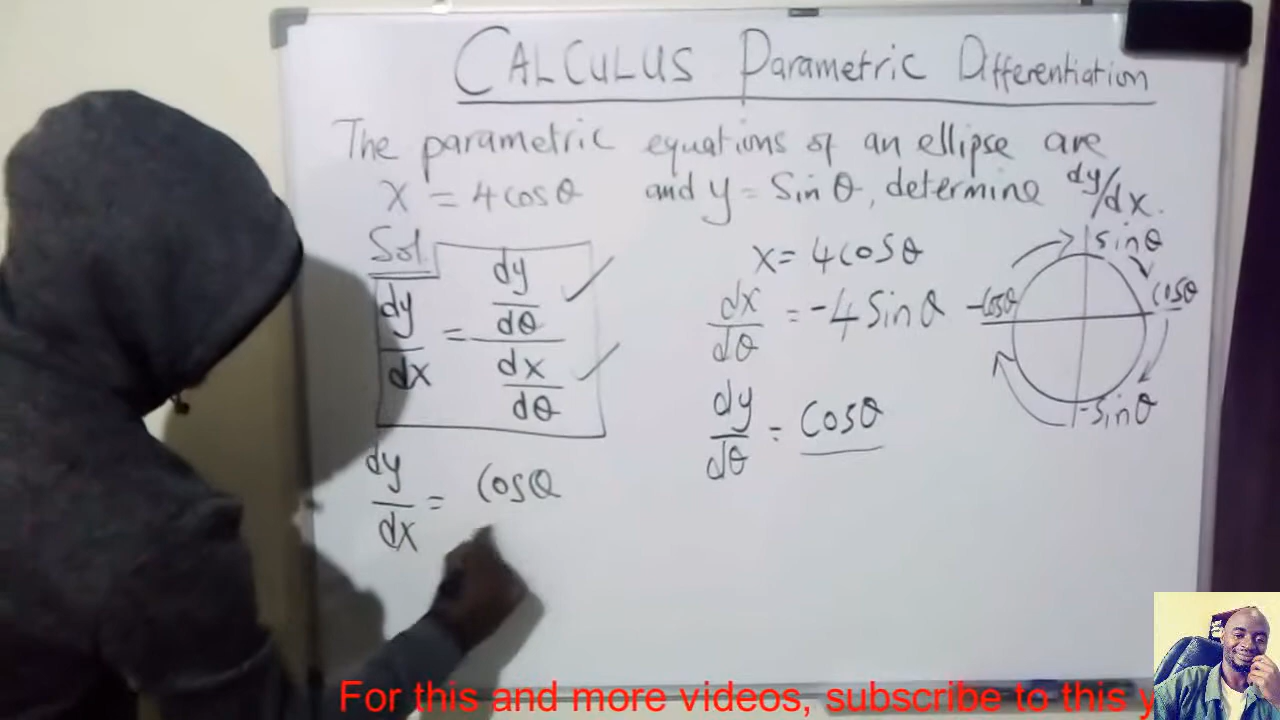 CALCULUS Parametric Differentiation
The parametric equations of an ellipse are
x = 4cosθ and y = Sin θ, determine dy/dx.
Sol
dy/dx = dy/dθ / dx/dθ
x = 4cosθ
dx/dθ = -4 Sinθ
dy/dθ = Cosθ
sinθ
cosθ
-cosθ
-sinθ
dy/dx = Cosθ
For this and more videos, subscribe to this y